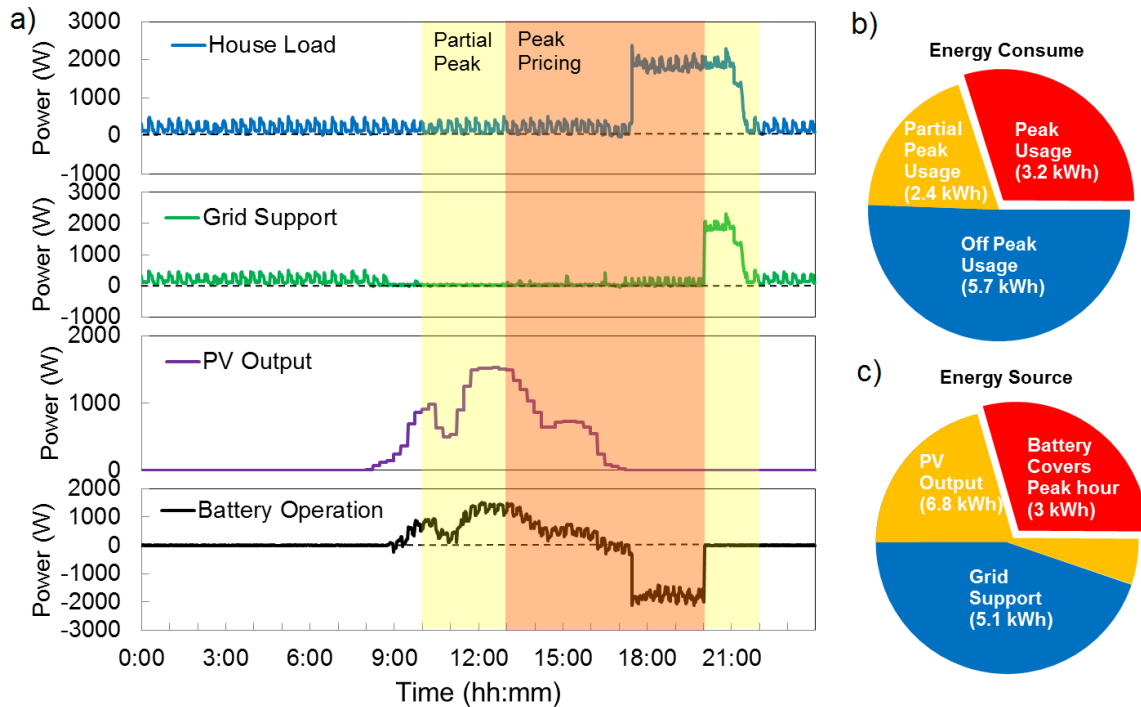 a)
House Load
Partial
Peak
Peak
Pricing
Power (W)
3000
2000
1000
0
-1000
Grid Support
Power (W)
3000
2000
1000
0
-1000
PV Output
Power (W)
2000
1000
0
Battery Operation
Power (W)
2000
1000
0
-1000
-2000
-3000
0:00 3:00 6:00 9:00 12:00 15:00 18:00 21:00
Time (hh:mm)
b)
Energy Consume
Partial
Peak
Usage
(2.4 kWh)
Peak
Usage
(3.2 kWh)
Off Peak
Usage
(5.7 kWh)
c)
Energy Source
PV
Output
(6.8 kWh)
Battery
Covers
Peak hour
(3 kWh)
Grid
Support
(5.1 kWh)